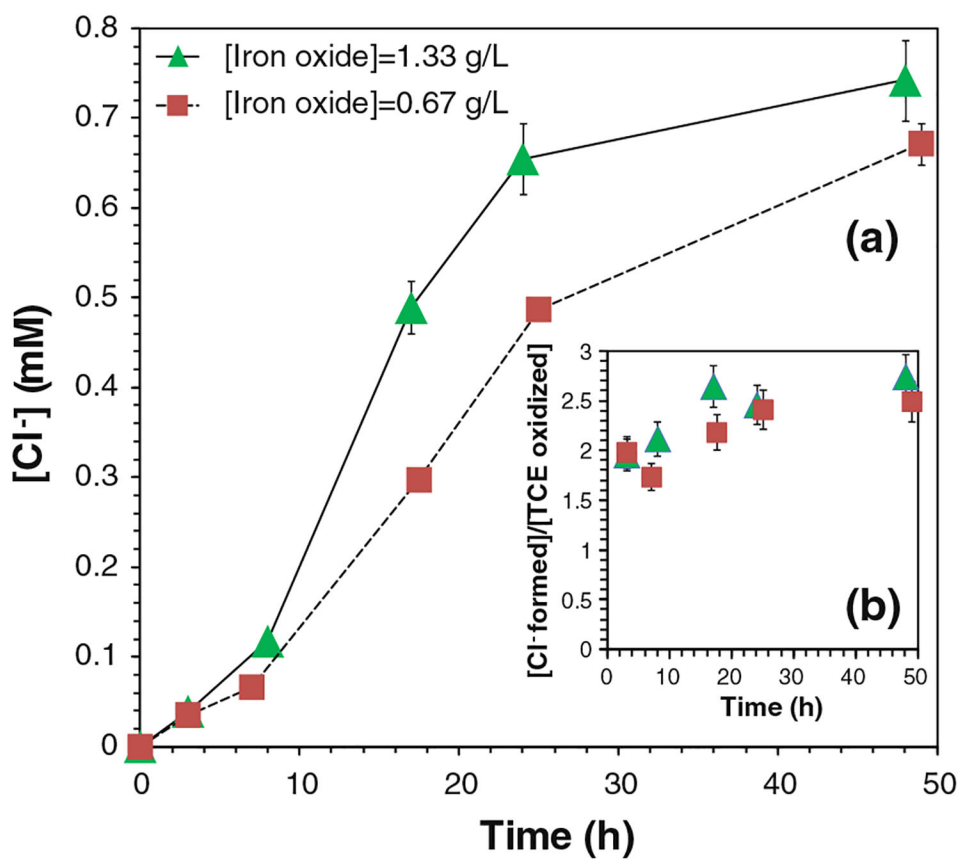 [Iron oxide]=1.33 g/L
[Iron oxide]=0.67 g/L
0.8
0.7
0.6
0.5
0.4
0.3
0.2
0.1
0
[Cl-] (mM)
0 10 20 30 40 50
Time (h)
(a)
3
2.5
2
1.5
1
0.5
0
[Cl-formed]/[TCE oxidized]
0 10 20 30 40 50
Time (h)
(b)